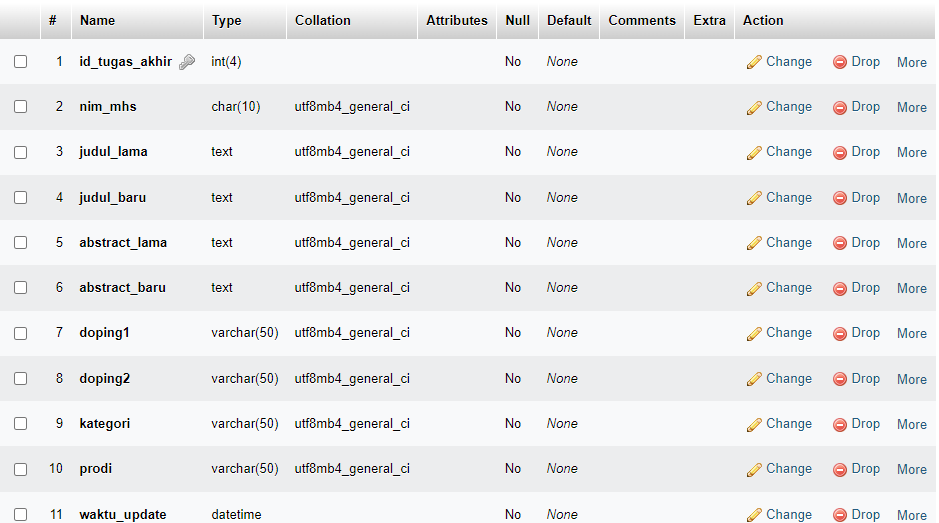 # Name Type Collation Attributes Null Default Comments Extra Action
1 id_tugas_akhir int(4) No None Change Drop More
2 nim_mhs char(10) utf8mb4_general_ci No None Change Drop More
3 judul_lama text utf8mb4_general_ci No None Change Drop More
4 judul_baru text utf8mb4_general_ci No None Change Drop More
5 abstract_lama text utf8mb4_general_ci No None Change Drop More
6 abstract_baru text utf8mb4_general_ci No None Change Drop More
7 doping1 varchar(50) utf8mb4_general_ci No None Change Drop More
8 doping2 varchar(50) utf8mb4_general_ci No None Change Drop More
9 kategori varchar(50) utf8mb4_general_ci No None Change Drop More
10 prodi varchar(50) utf8mb4_general_ci No None Change Drop More
11 waktu_update datetime No None Change Drop More